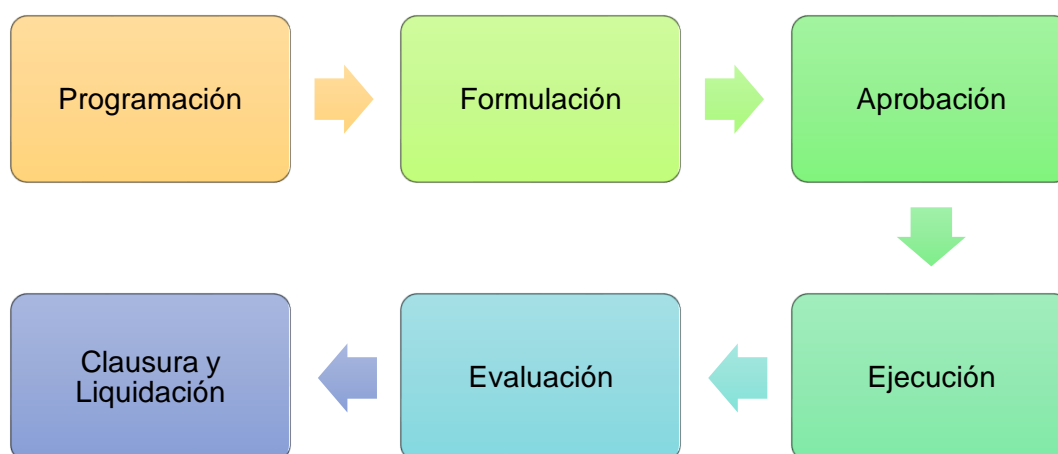 Programación
Formulación
Aprobación
Clausura y
Liquidación
Evaluación
Ejecución